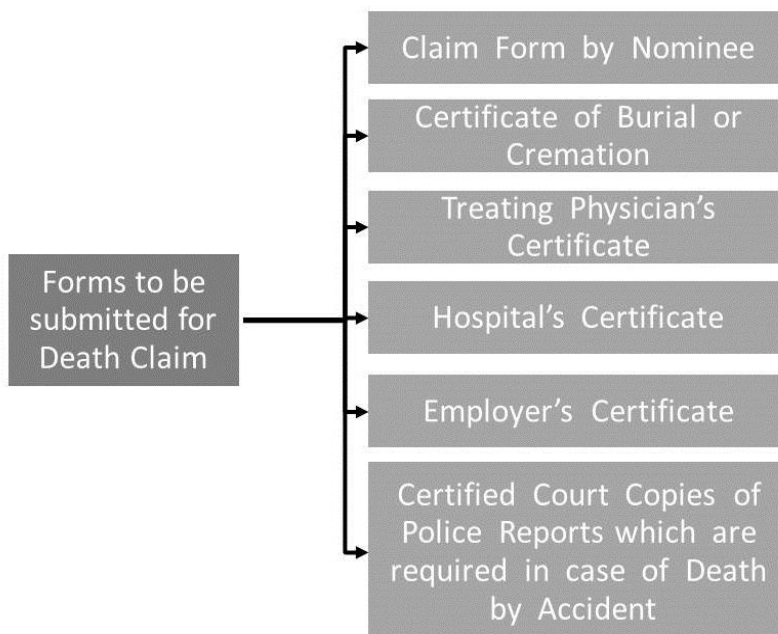 Forms to be
submitted for
Death Claim
Claim Form by Nominee
Certificate of Burial or
Cremation
Treating Physician’s
Certificate
Hospital’s Certificate
Employer’s Certificate
Certified Court Copies of
Police Reports which are
required in case of Death
by Accident